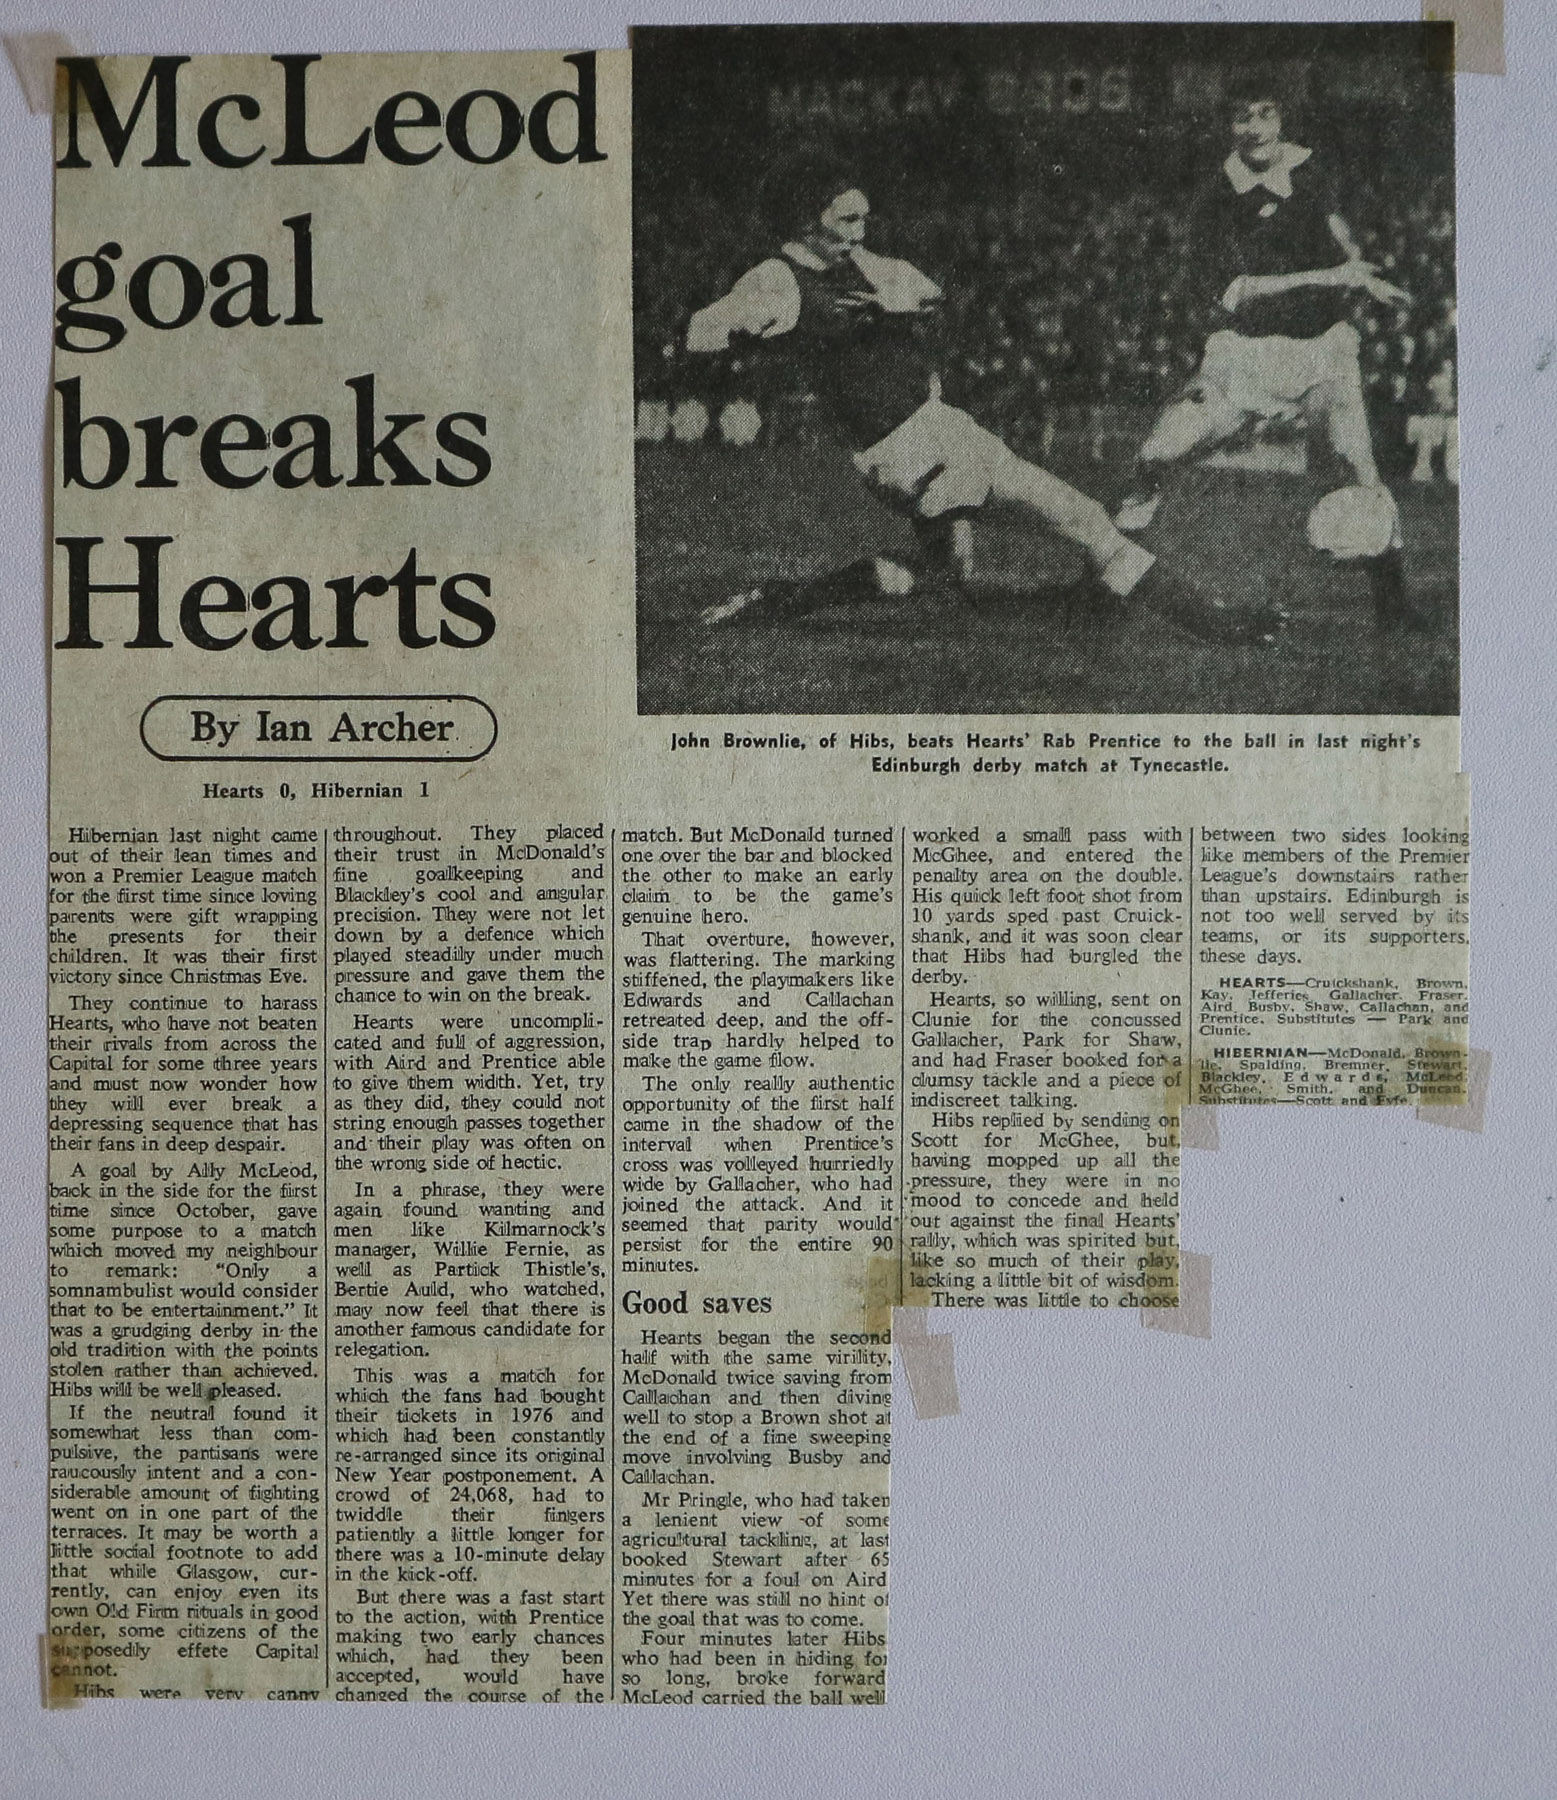 McLeod
goal
breaks
Hearts
By Ian Archer
Hearts 0, Hibernian 1
MACKAY BROS
John Brownlie, of Hibs, beats Hearts' Rab Prentice to the ball in last night's
Edinburgh derby match at Tynecastle.
Hibernian last night came
out of their lean times and
won a Premier League match
for the first time since loving
parents were gift wrapping
the presents for their
children. It was their first
victory since Christmas Eve.
They continue to harass
Hearts, who have not beaten
their rivals from across the
Capital for some three years
and must now wonder how
they will ever break a
depressing sequence that has
their fans in deep despair.
A goal by Ally McLeod,
back in the side for the first
time since October, gave
some purpose to a match
which moved my neighbour
to remark: "Only a
somnambulist would consider
that to be entertainment." It
was a grudging derby in the
old tradition with the points
stolen rather than achieved.
Hibs will be well pleased.
If the neutral found it
somewhat less than com-
pulsive, the partisans were
raucously intent and a con-
siderable amount of fighting
went on in one part of the
terraces. It may be worth a
little social footnote to add
that while Glasgow, cur-
rently, can enjoy even its
own Old Firm rituals in good
order, some citizens of the
supposedly effete Capital
cannot.
Hibs were very canny
throughout. They placed
their trust in McDonald's
fine goalkeeping and
Blackley's cool and angular
precision. They were not let
down by a defence which
played steadily under much
pressure and gave them the
chance to win on the break.
Hearts were uncompli-
cated and full of aggression,
with Aird and Prentice able
to give them width. Yet, try
as they did, they could not
string enough passes together
and their play was often on
the wrong side of hectic.
In a phrase, they were
again found wanting and
men like Kilmarnock's
manager, Willie Fernie, as
well as Partick Thistle's,
Bertie Auld, who watched,
may now feel that there is
another famous candidate for
relegation.
This was a match for
which the fans had bought
their tickets in 1976 and
which had been constantly
re-arranged since its original
New Year postponement. A
crowd of 24,068, had to
twiddle their fingers
patiently a little longer for
there was a 10-minute delay
in the kick-off.
But there was a fast start
to the action, with Prentice
making two early chances
which, had they been
accepted, would have
changed the course of the
match. But McDonald turned
one over the bar and blocked
the other to make an early
claim to be the game's
genuine hero.
That overture, however,
was flattering. The marking
stiffened, the playmakers like
Edwards and Callachan
retreated deep, and the off-
side trap hardly helped to
make the game flow.
The only really authentic
opportunity of the first half
came in the shadow of the
interval when Prentice's
cross was volleyed hurriedly
wide by Gallacher, who had
joined the attack. And it
seemed that parity would
persist for the entire 90
minutes.
Good saves
Hearts began the second
half with the same virility,
McDonald twice saving from
Callachan and then diving
well to stop a Brown shot at
the end of a fine sweeping
move involving Busby and
Callachan.
Mr Pringle, who had taken
a lenient view of some
agricultural tackling, at last
booked Stewart after 65
minutes for a foul on Aird
Yet there was still no hint of
the goal that was to come.
Four minutes later Hibs
who had been in hiding for
so long, broke forward
McLeod carried the ball well
worked a small pass with
McGhee, and entered the
penalty area on the double.
His quick left foot shot from
10 yards sped past Cruick-
shank, and it was soon clear
that Hibs had burgled the
derby.
Hearts, so willing, sent on
Clunie for the concussed
Gallacher, Park for Shaw,
and had Fraser booked for a
clumsy tackle and a piece of
indiscreet talking.
Hibs replied by sending on
Scott for McGhee, but,
having mopped up all the
pressure, they were in no
mood to concede and held
out against the final Hearts'
rally, which was spirited but,
like so much of their play,
lacking a little bit of wisdom.
There was little to choose
between two sides looking
like members of the Premier
League's downstairs rather
than upstairs. Edinburgh is
not too well served by its
teams, or its supporters,
these days.
HEARTS—Cruickshank, Brown,
Kay, Jefferies, Gallacher, Fraser,
Aird, Busby, Shaw, Callachan, and
Prentice. Substitutes — Park and
Clunie.
HIBERNIAN—McDonald, Brown-
lie, Spalding, Bremner, Stewart,
Blackley, Edwards, McLeod,
McGhee, Smith, and Duncan.
Substitutes—Scott and Fyfe.